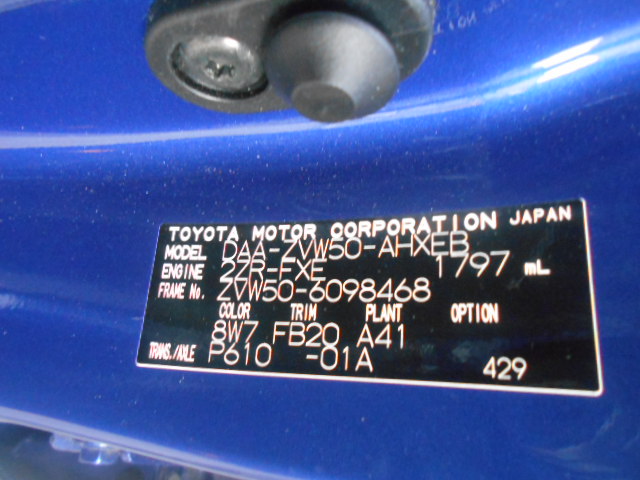 TOYOTA MOTOR CORPORATION JAPAN
MODEL DAA-ZVW50-AHXEB
ENGINE 2ZR-FXE 1797 mL
FRAME No. ZVW50-6098468
COLOR TRIM PLANT OPTION
8W7 FB20 A41
TRANS./AXLE P610 -01A
429